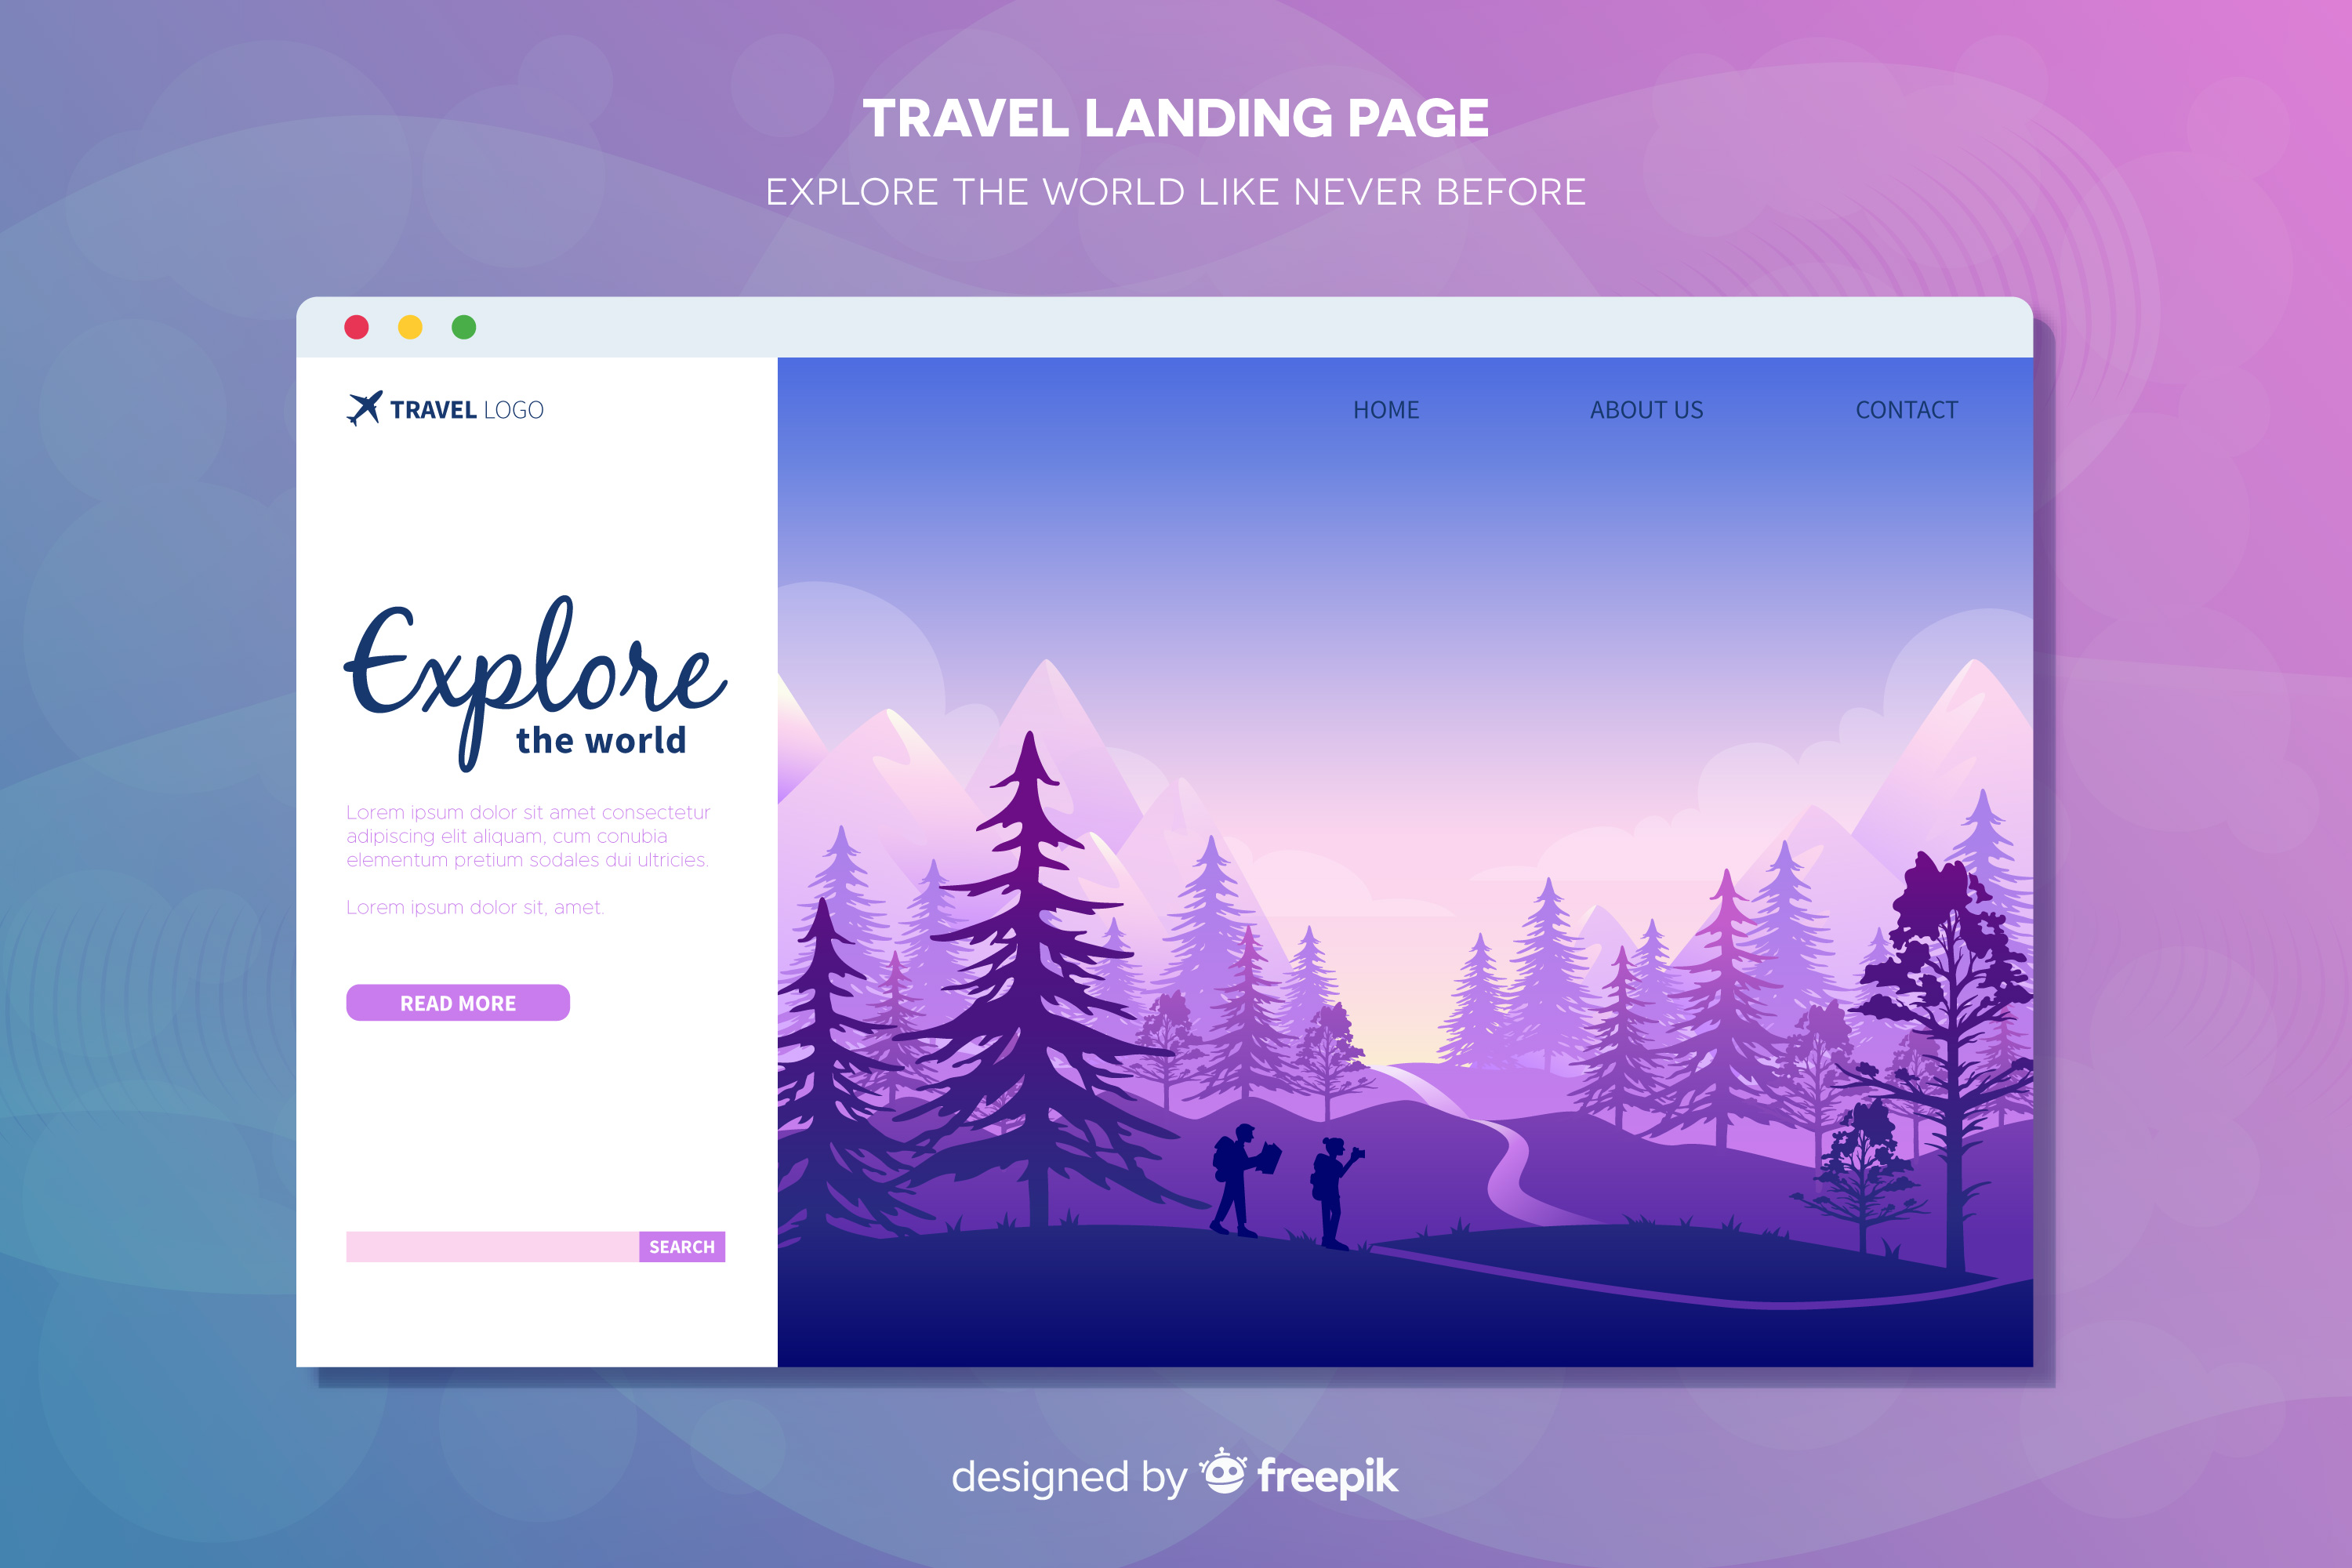 TRAVEL LANDING PAGE
EXPLORE THE WORLD LIKE NEVER BEFORE
TRAVEL LOGO
HOME ABOUT US CONTACT
Explore
the world
Lorem ipsum dolor sit amet consectetur
adipiscing elit aliquam, cum conubia
elementum pretium sodales dui ultricies.
Lorem ipsum dolor sit, amet.
READ MORE
SEARCH
designed by freepik